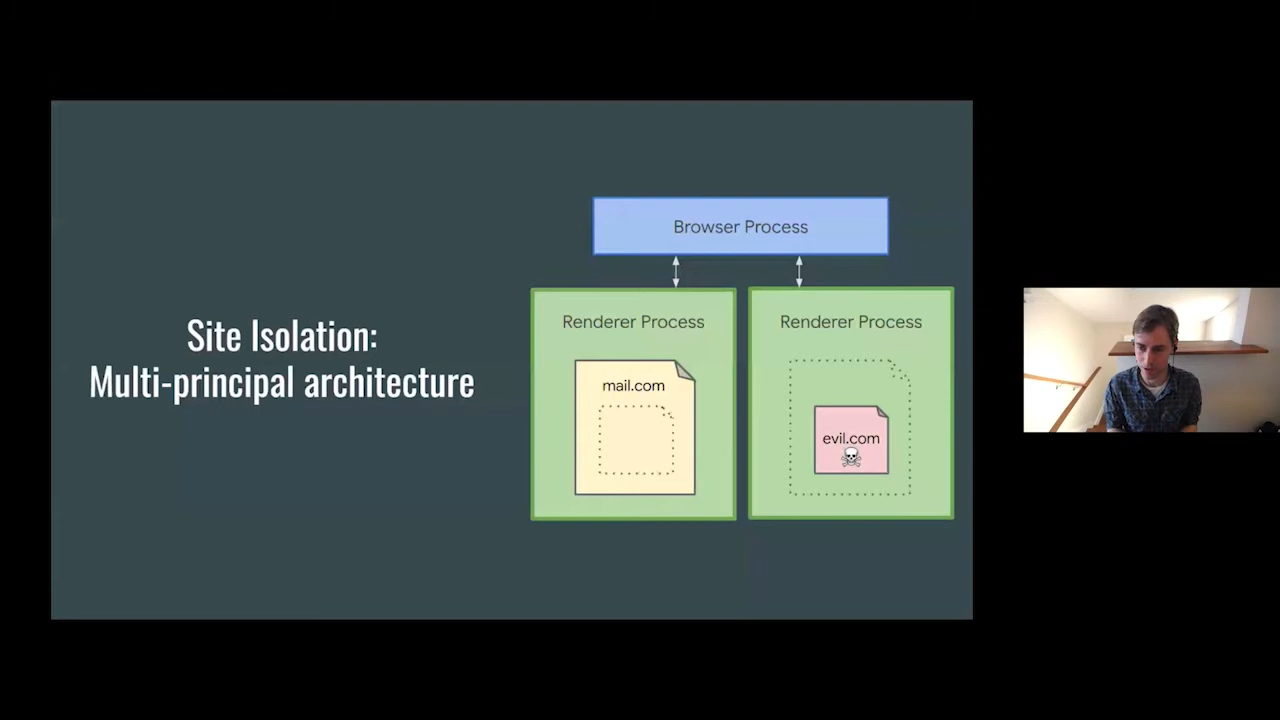 Site Isolation:
Multi-principal architecture
Browser Process
Renderer Process
mail.com
Renderer Process
evil.com